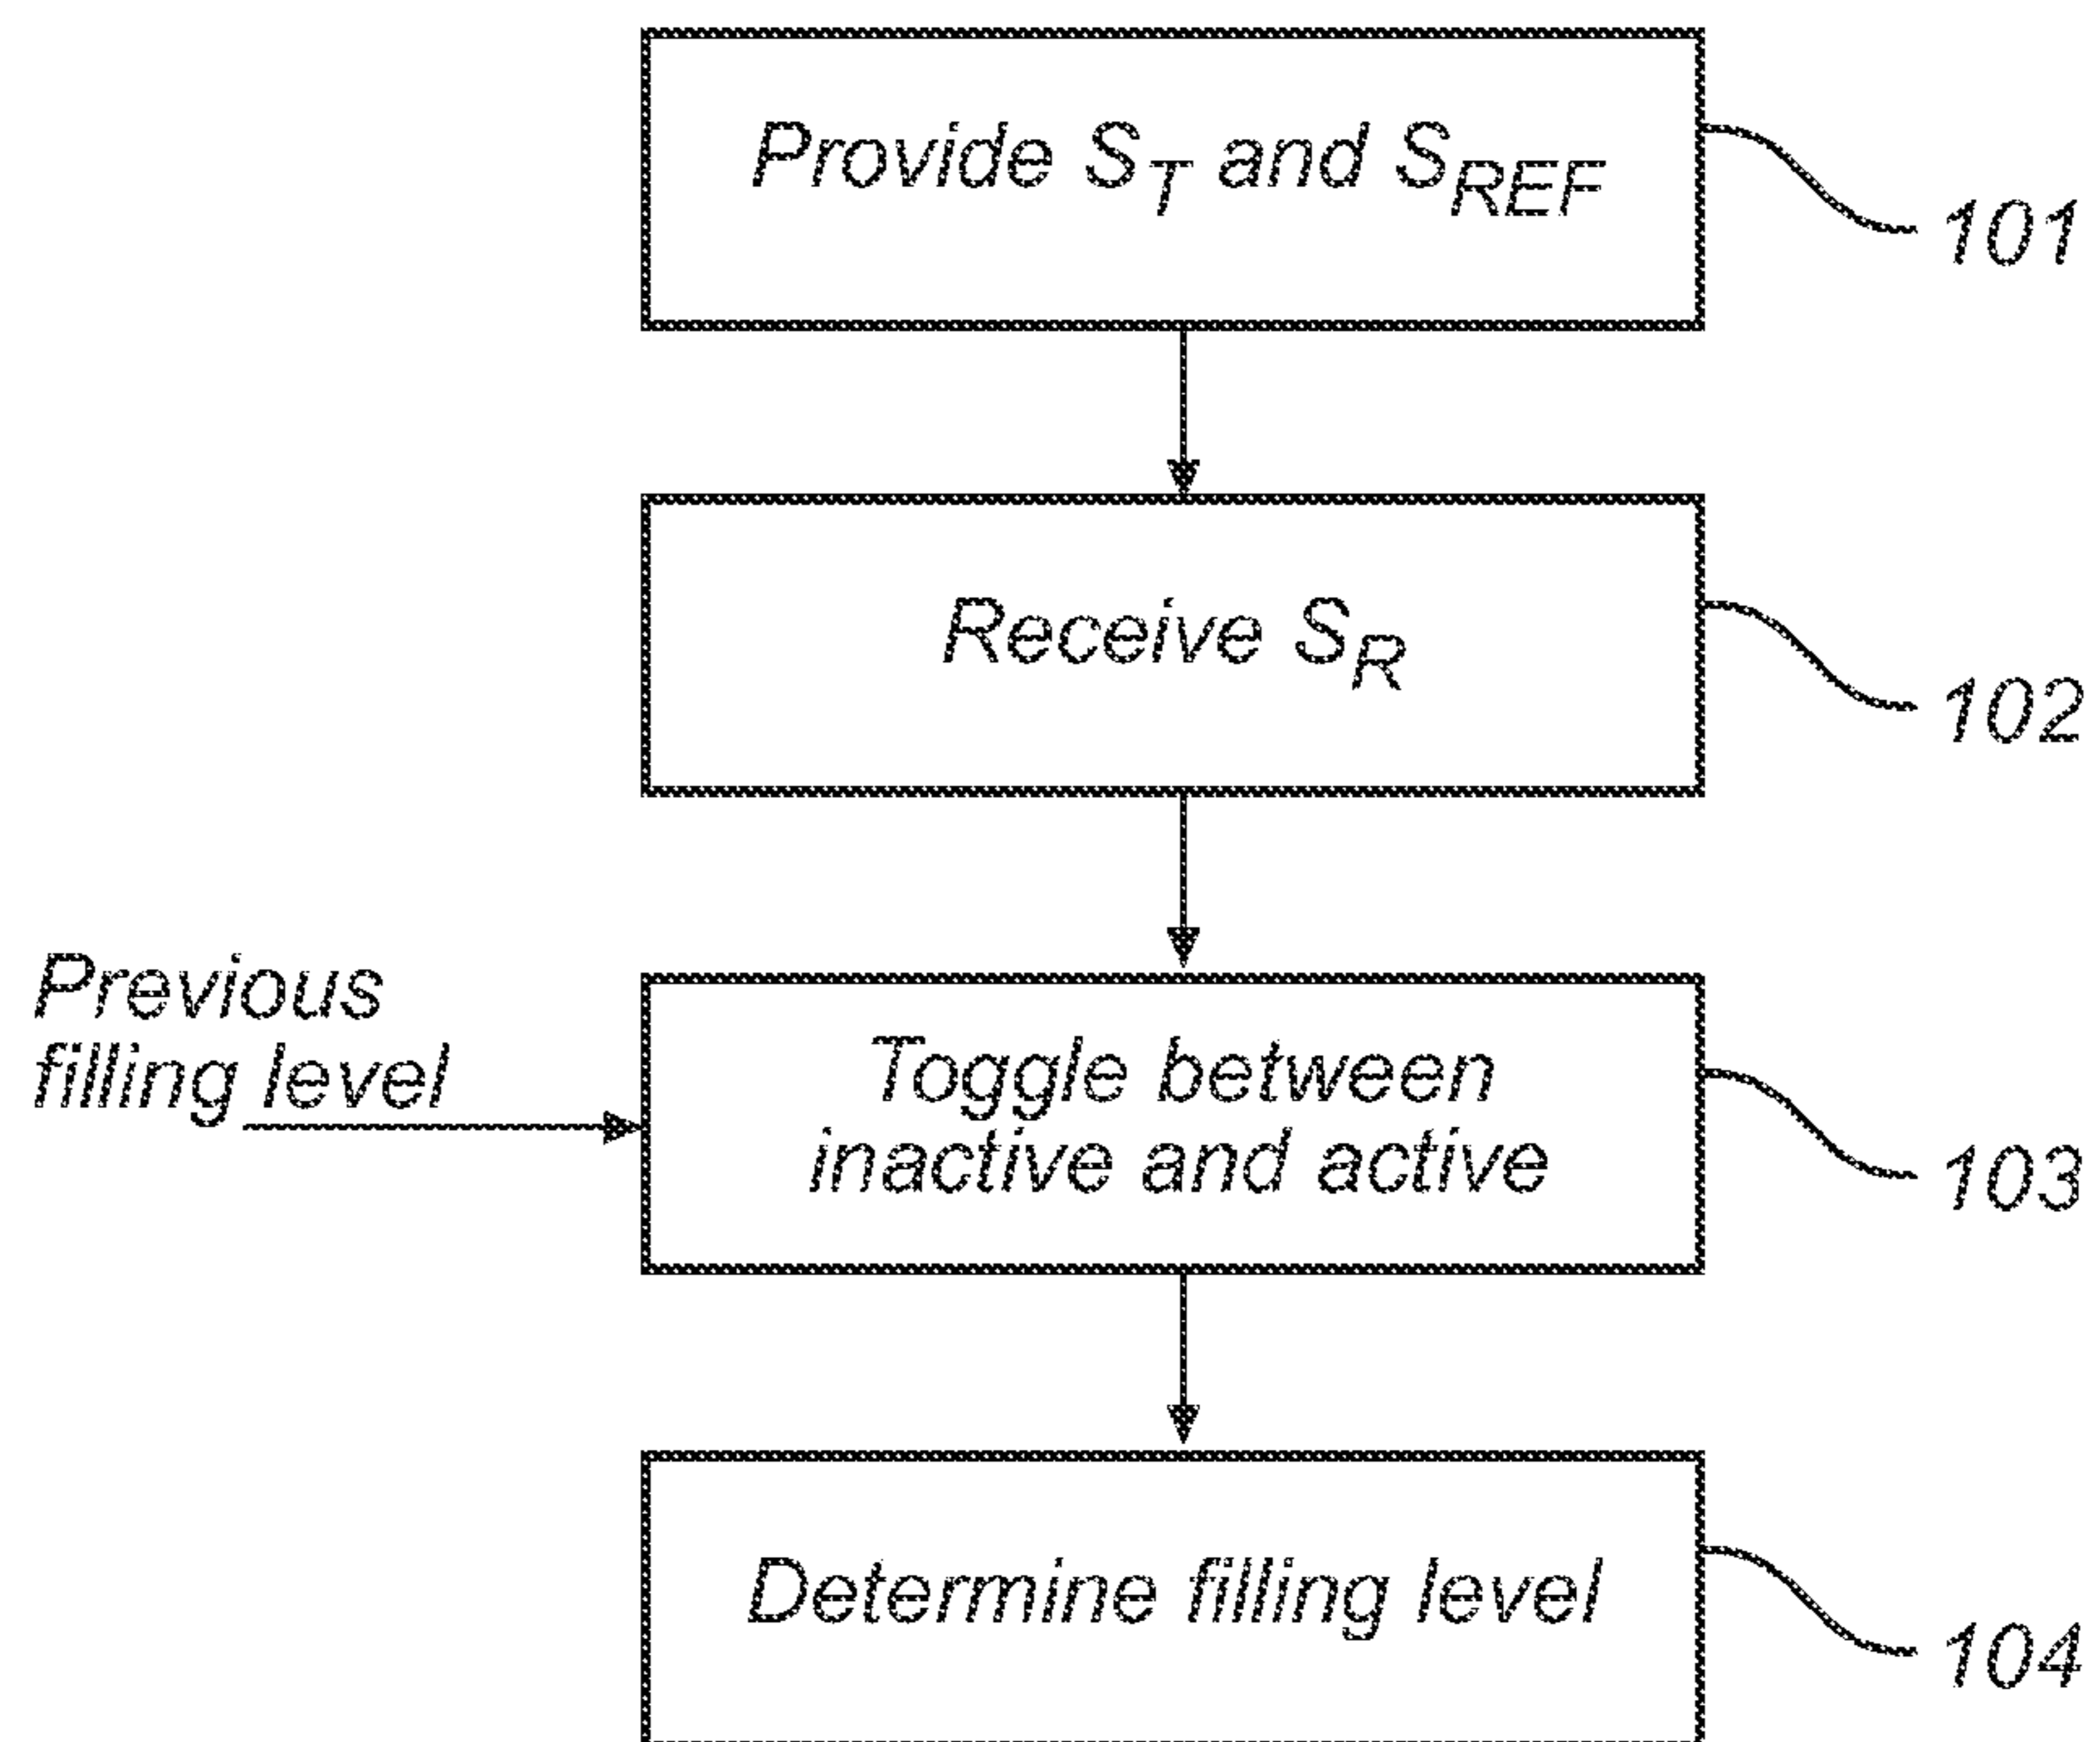 Provide S_T and S_REF
101
Receive S_R
102
Previous
filling level
Toggle between
inactive and active
103
Determine filling level
104